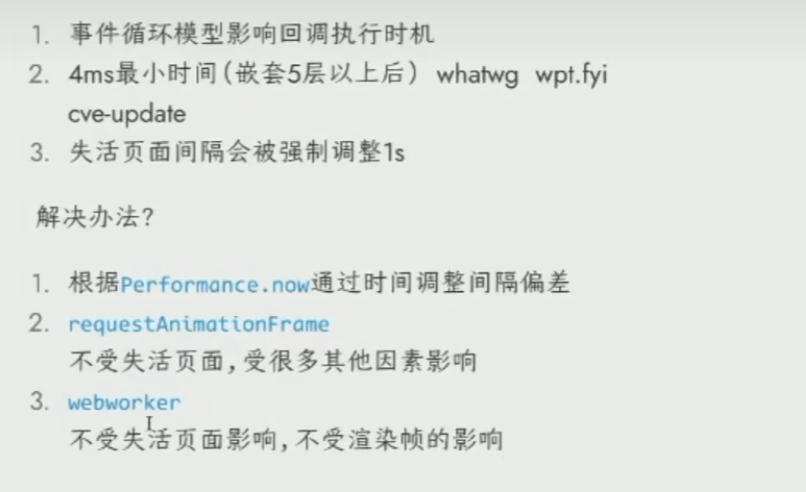 1. 事件循环模型影响回调执行时机
2. 4ms最小时间(嵌套5层以上后) whatwg wpt.fyi
cve-update
3. 失活页面间隔会被强制调整1s
解决办法?
1. 根据Performance.now通过时间调整间隔偏差
2. requestAnimationFrame
不受失活页面,受很多其他因素影响
3. webworker
不受失活页面影响,不受渲染帧的影响